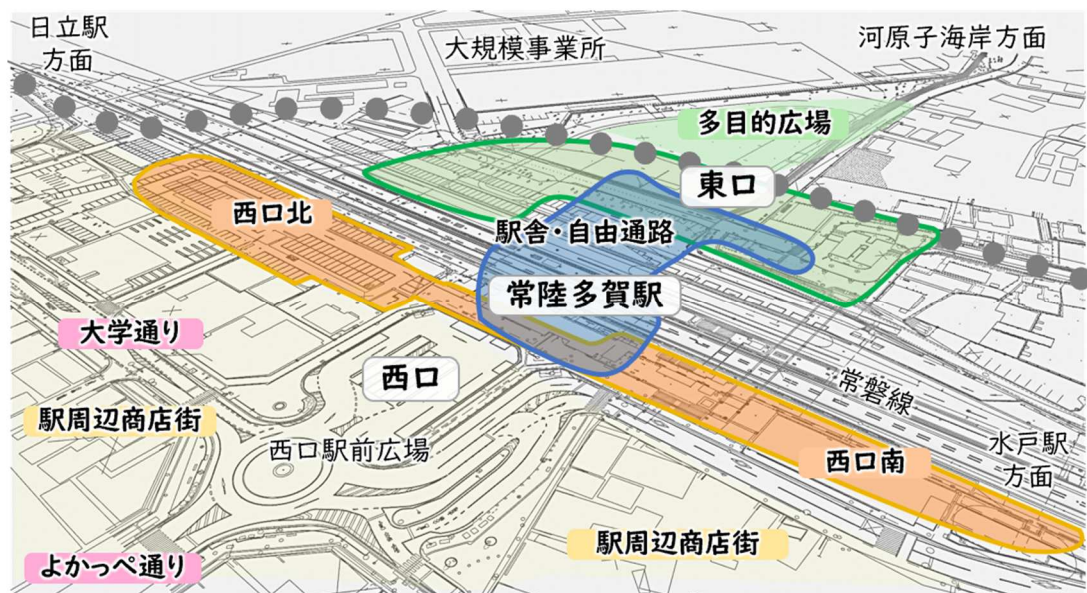 日立駅
方面
大規模事業所
河原子海岸方面
多目的広場
東口
西口北
駅舎・自由通路
常陸多賀駅
大学通り
西口
常磐線
駅周辺商店街
西口駅前広場
西口南
水戸駅
方面
駅周辺商店街
よかっぺ通り